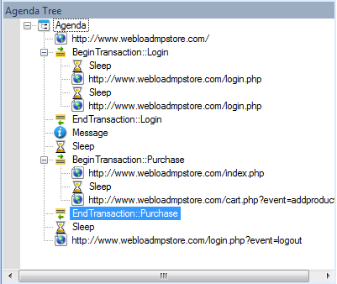 Agenda Tree
Agenda
http://www.webloadmpstore.com/
BeginTransaction::Login
Sleep
http://www.webloadmpstore.com/login.php
Sleep
http://www.webloadmpstore.com/login.php
EndTransaction::Login
Message
Sleep
BeginTransaction::Purchase
http://www.webloadmpstore.com/index.php
Sleep
http://www.webloadmpstore.com/cart.php?event=addproduc
EndTransaction::Purchase
Sleep
http://www.webloadmpstore.com/login.php?event=logout